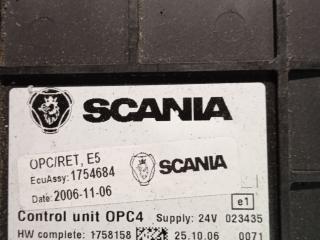 SCANIA
OPC/RET, E5
EcuAssy: 1754684
SCANIA
Date: 2006-11-06
e1
Control unit OPC4 Supply: 24V 023435
HW complete: 1758158 25.10.06 0071